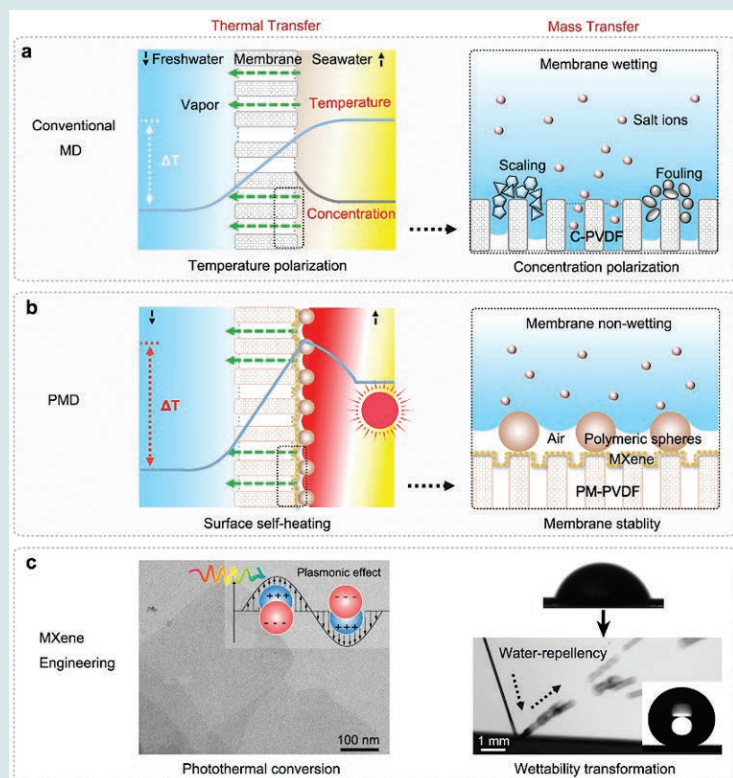 Thermal Transfer
Mass Transfer
a
Conventional
MD
Freshwater
Membrane
Seawater
Vapor
Temperature
ΔT
Concentration
Temperature polarization
Membrane wetting
Salt ions
Scaling
Fouling
C-PVDF
Concentration polarization
b
PMD
ΔT
Surface self-heating
Membrane non-wetting
Air
Polymeric spheres
MXene
PM-PVDF
Membrane stablity
c
MXene
Engineering
Plasmonic effect
+++
- - -
- - -
+++
100 nm
Photothermal conversion
Water-repellency
1 mm
Wettability transformation